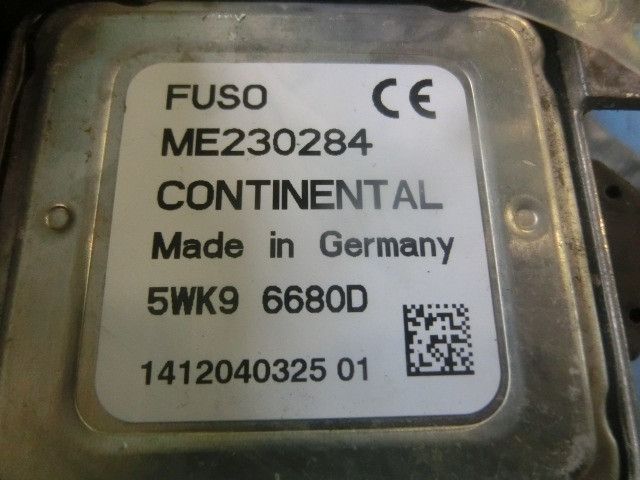 FUSO CE
ME230284
CONTINENTAL
Made in Germany
5WK9 6680D
1412040325 01